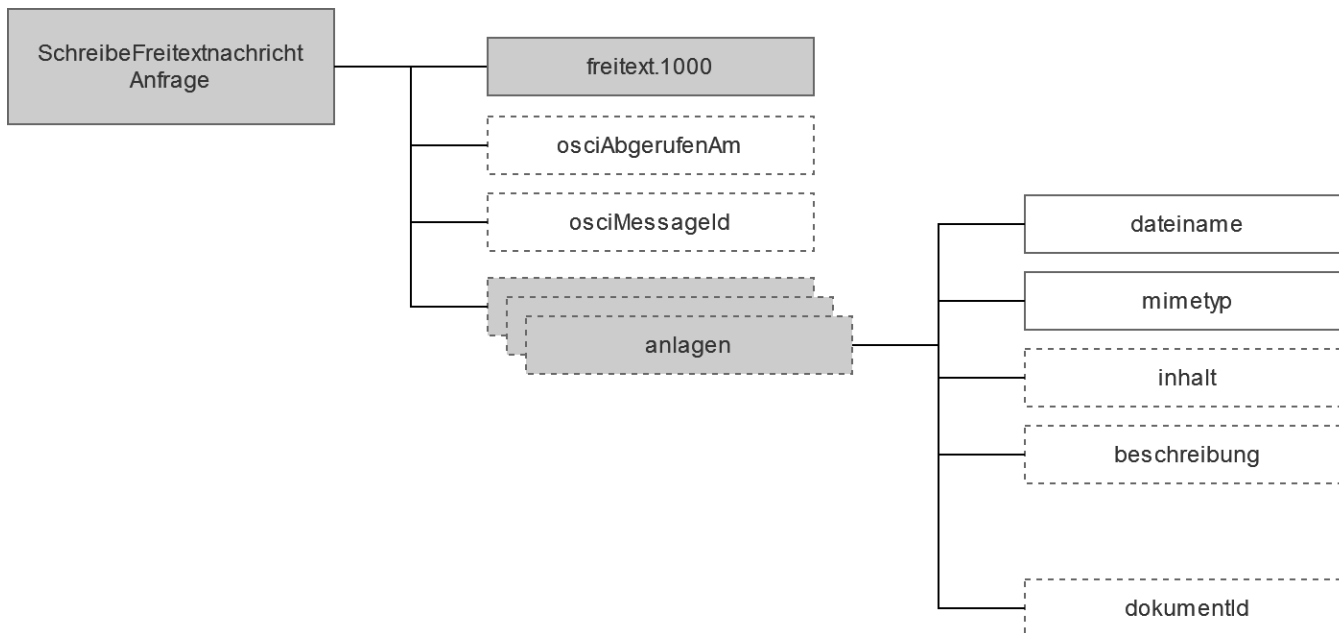 SchreibeFreitextnachricht
Anfrage
freitext.1000
osciAbgerufenAm
osciMessageId
anlagen
dateiname
mimetyp
inhalt
beschreibung
dokumentId